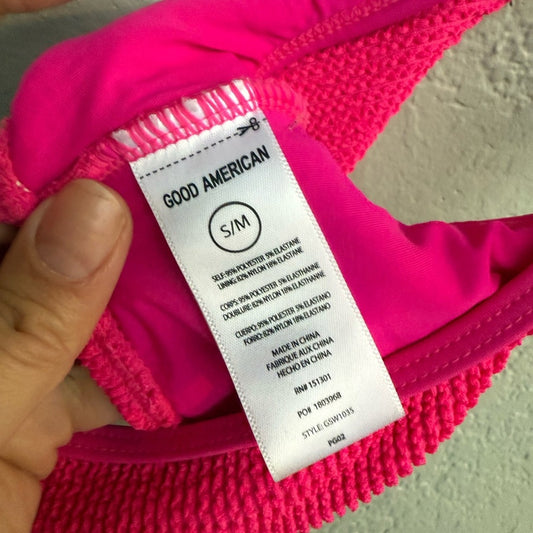 GOOD AMERICAN
S/M
SELF: 95% POLYESTER 5% ELASTANE
LINING: 82% NYLON 18% ELASTANE
CORPS: 95% POLYESTER 5% ELASTHANNE
DOUBLURE: 82% NYLON 18% ELASTHANNE
CUERPO: 95% POLIESTER 5% ELASTANO
FORRO: 82% NYLON 18% ELASTANO
MADE IN CHINA
FABRIQUE AUX CHINA
HECHO EN CHINA
RN# 151301
PO# 1803968
STYLE: GSW1035
PG02